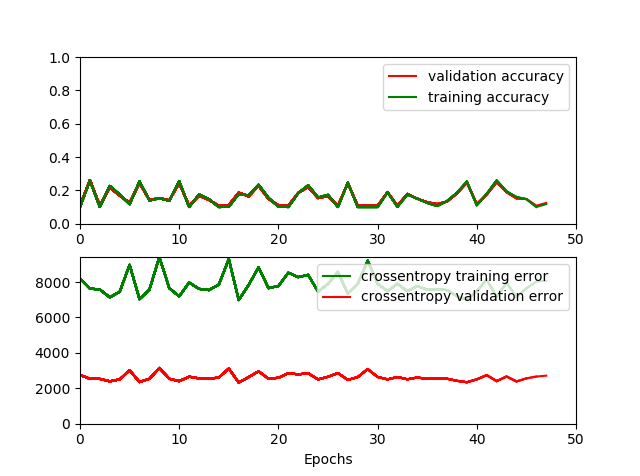 1.0
validation accuracy
training accuracy
0.8
0.6
0.4
0.2
0.0
0 10 20 30 40 50
crossentropy training error
crossentropy validation error
8000
6000
4000
2000
0
0 10 20 30 40 50
Epochs